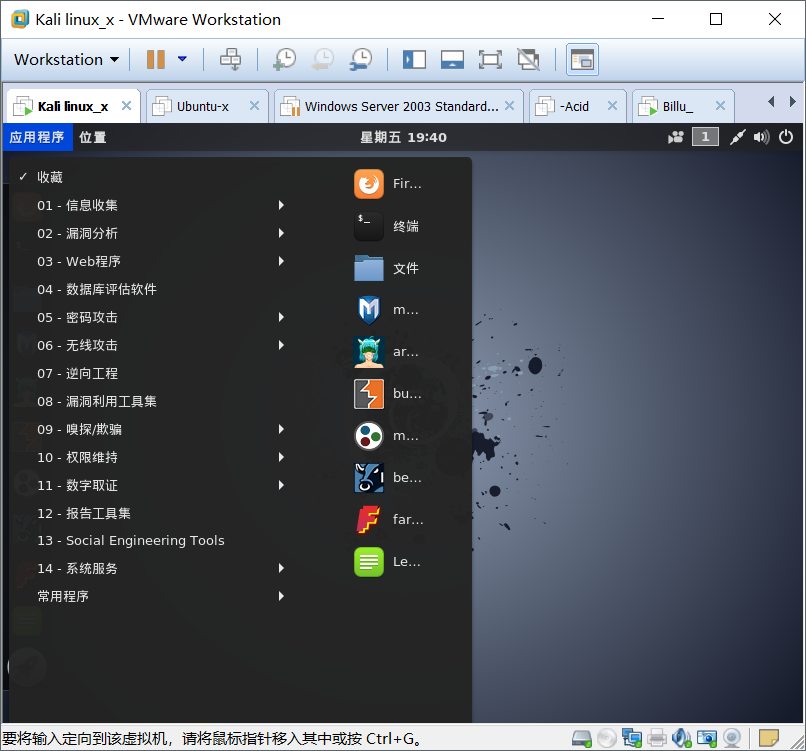 Kali linux_x - VMware Workstation
Workstation
Kali linux_x
Ubuntu-x
Windows Server 2003 Standard...
-Acid
Billu_
应用程序 位置 星期五 19:40 1
✓ 收藏
01 - 信息收集
02 - 漏洞分析
03 - Web程序
04 - 数据库评估软件
05 - 密码攻击
06 - 无线攻击
07 - 逆向工程
08 - 漏洞利用工具集
09 - 嗅探/欺骗
10 - 权限维持
11 - 数字取证
12 - 报告工具集
13 - Social Engineering Tools
14 - 系统服务
常用程序
Fir...
$_
终端
文件
m...
ar...
bu...
m...
be...
far...
Le...
要将输入定向到该虚拟机，请将鼠标指针移入其中或按 Ctrl+G。